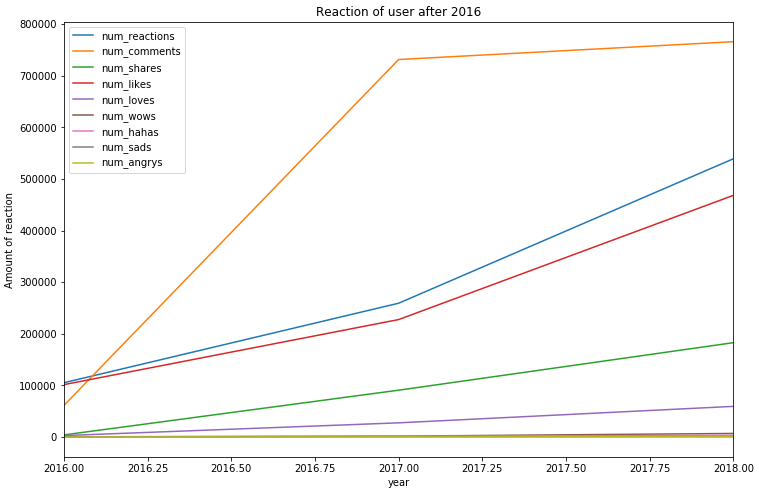 Reaction of user after 2016
800000
700000
600000
500000
400000
300000
200000
100000
0
Amount of reaction
num_reactions
num_comments
num_shares
num_likes
num_loves
num_wows
num_hahas
num_sads
num_angrys
2016.00 2016.25 2016.50 2016.75 2017.00 2017.25 2017.50 2017.75 2018.00
year